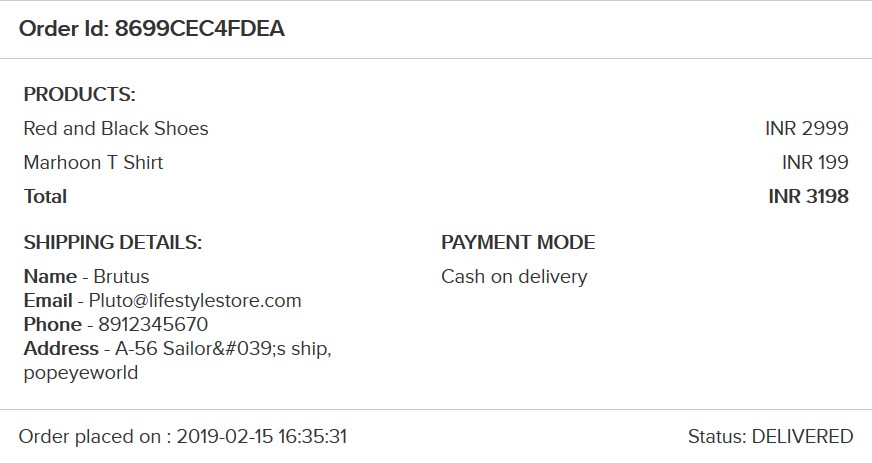 Order Id: 8699CEC4FDEA
PRODUCTS:
Red and Black Shoes INR 2999
Marhoon T Shirt INR 199
Total INR 3198
SHIPPING DETAILS:
Name - Brutus
Email - Pluto@lifestylestore.com
Phone - 8912345670
Address - A-56 Sailor&#039;s ship,
popeyeworld
PAYMENT MODE
Cash on delivery
Order placed on : 2019-02-15 16:35:31 Status: DELIVERED